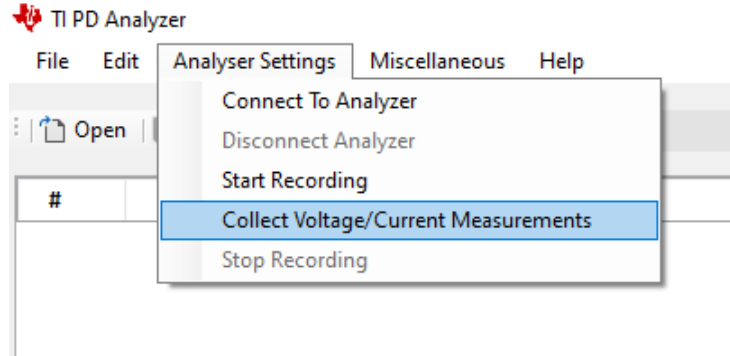 TI PD Analyzer
File Edit Analyser Settings Miscellaneous Help
Open
#
Connect To Analyzer
Disconnect Analyzer
Start Recording
Collect Voltage/Current Measurements
Stop Recording